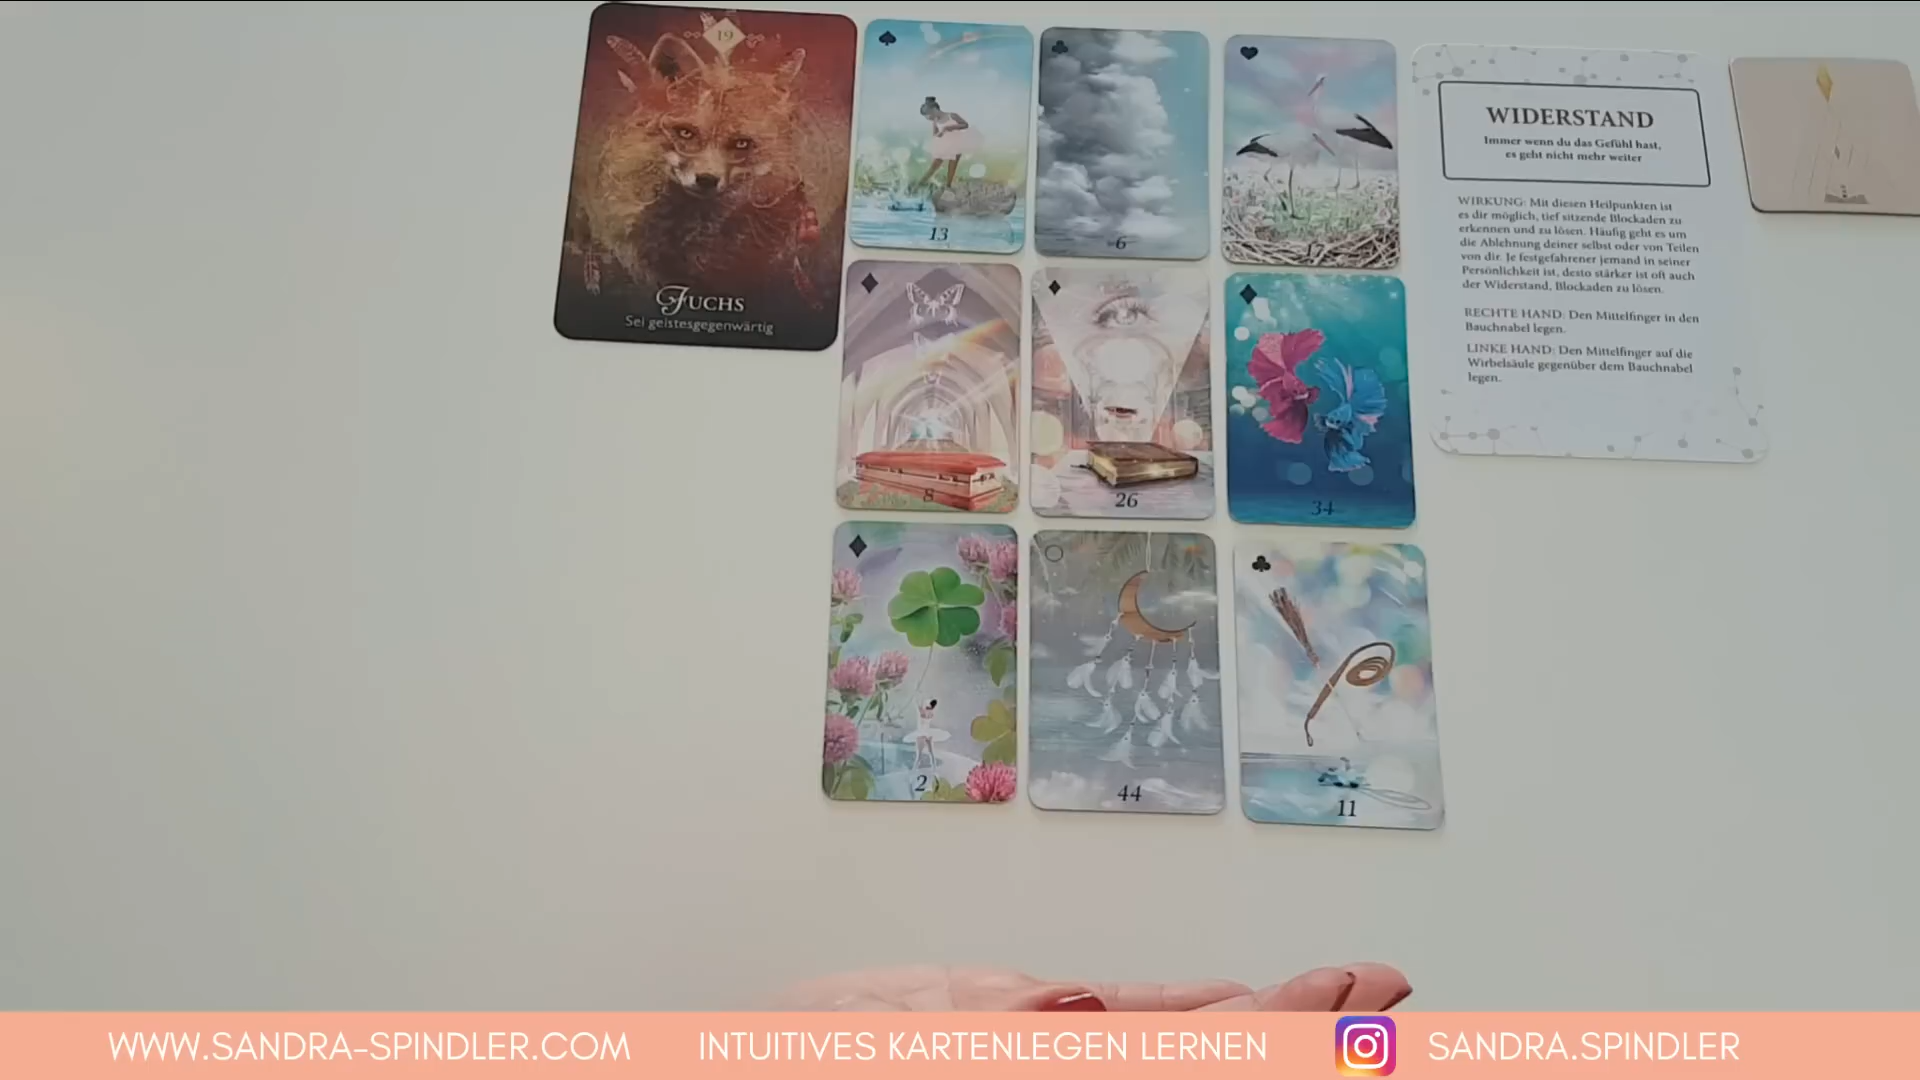 19
FUCHS
Sei geistesgegenwärtig
13
6
17
8
26
34
2
44
11
WIDERSTAND
Immer wenn du das Gefühl hast,
es geht nicht mehr weiter
WIRKUNG: Mit diesen Heilpunkten ist
es dir möglich, tief sitzende Blockaden zu
erkennen und zu lösen. Häufig geht es um
die Ablehnung deiner selbst oder von Teilen
von dir. Je festgefahrener jemand in seiner
Persönlichkeit ist, desto stärker ist oft auch
der Widerstand, Blockaden zu lösen.
RECHTE HAND: Den Mittelfinger in den
Bauchnabel legen.
LINKE HAND: Den Mittelfinger auf die
Wirbelsäule gegenüber dem Bauchnabel
legen.
WWW.SANDRA-SPINDLER.COM
INTUITIVES KARTENLEGEN LERNEN
SANDRA.SPINDLER